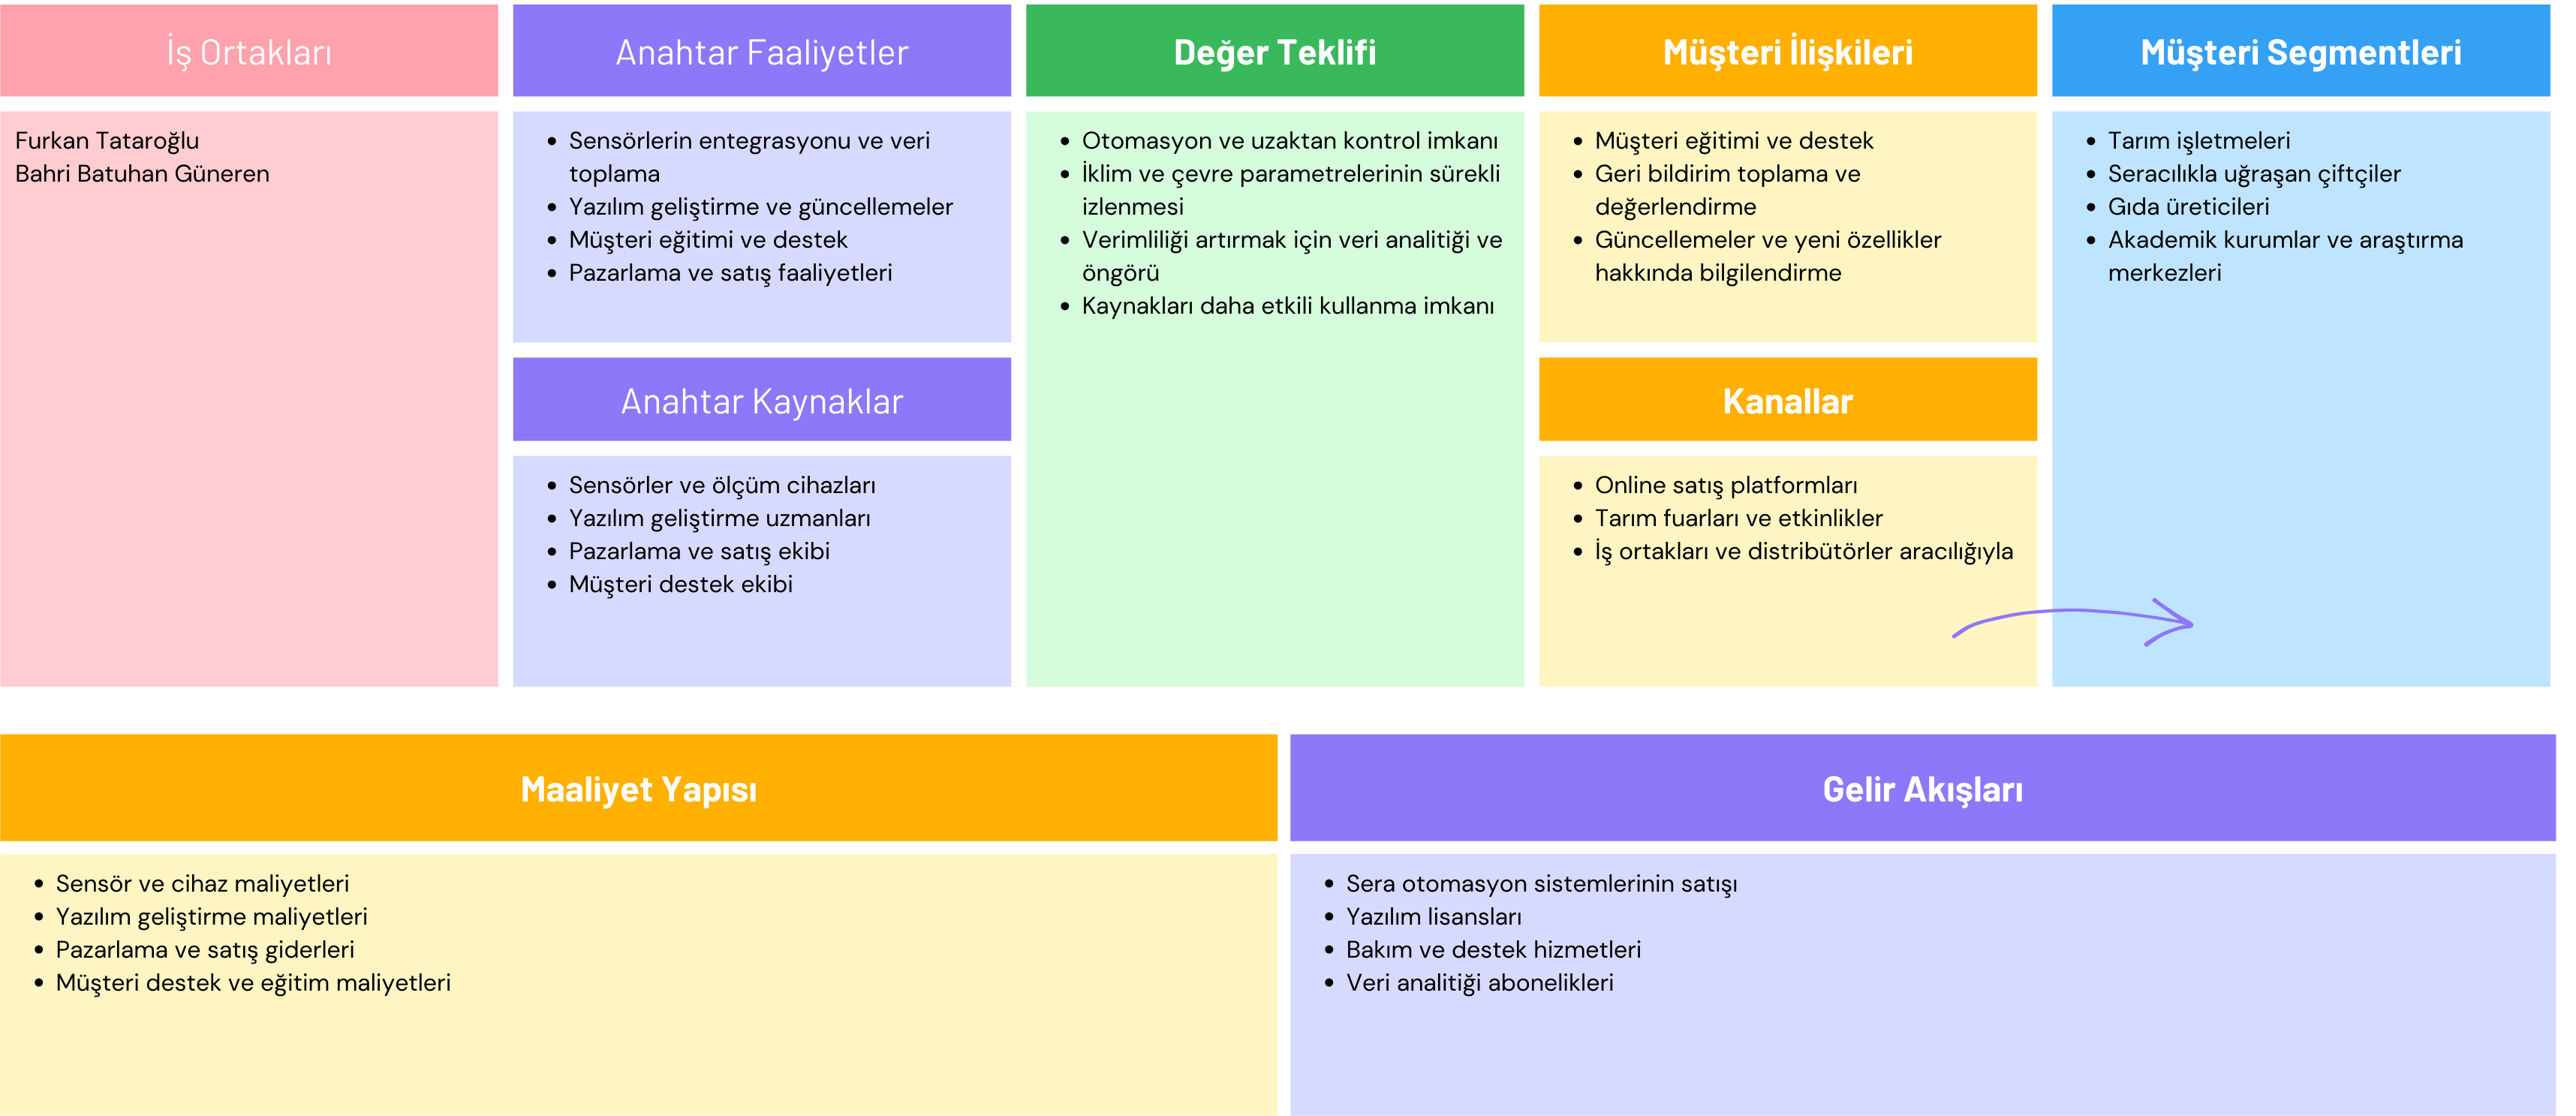 İş Ortakları
Furkan Tataroğlu
Bahri Batuhan Güneren
Anahtar Faaliyetler
• Sensörlerin entegrasyonu ve veri
toplama
• Yazılım geliştirme ve güncellemeler
• Müşteri eğitimi ve destek
• Pazarlama ve satış faaliyetleri
Anahtar Kaynaklar
• Sensörler ve ölçüm cihazları
• Yazılım geliştirme uzmanları
• Pazarlama ve satış ekibi
• Müşteri destek ekibi
Değer Teklifi
• Otomasyon ve uzaktan kontrol imkanı
• İklim ve çevre parametrelerinin sürekli
izlenmesi
• Verimliliği artırmak için veri analitiği ve
öngörü
• Kaynakları daha etkili kullanma imkanı
Müşteri İlişkileri
• Müşteri eğitimi ve destek
• Geri bildirim toplama ve
değerlendirme
• Güncellemeler ve yeni özellikler
hakkında bilgilendirme
Kanallar
• Online satış platformları
• Tarım fuarları ve etkinlikler
• İş ortakları ve distribütörler aracılığıyla
Müşteri Segmentleri
• Tarım işletmeleri
• Seracılıkla uğraşan çiftçiler
• Gıda üreticileri
• Akademik kurumlar ve araştırma
merkezleri
Maaliyet Yapısı
• Sensör ve cihaz maliyetleri
• Yazılım geliştirme maliyetleri
• Pazarlama ve satış giderleri
• Müşteri destek ve eğitim maliyetleri
Gelir Akışları
• Sera otomasyon sistemlerinin satışı
• Yazılım lisansları
• Bakım ve destek hizmetleri
• Veri analitiği abonelikleri